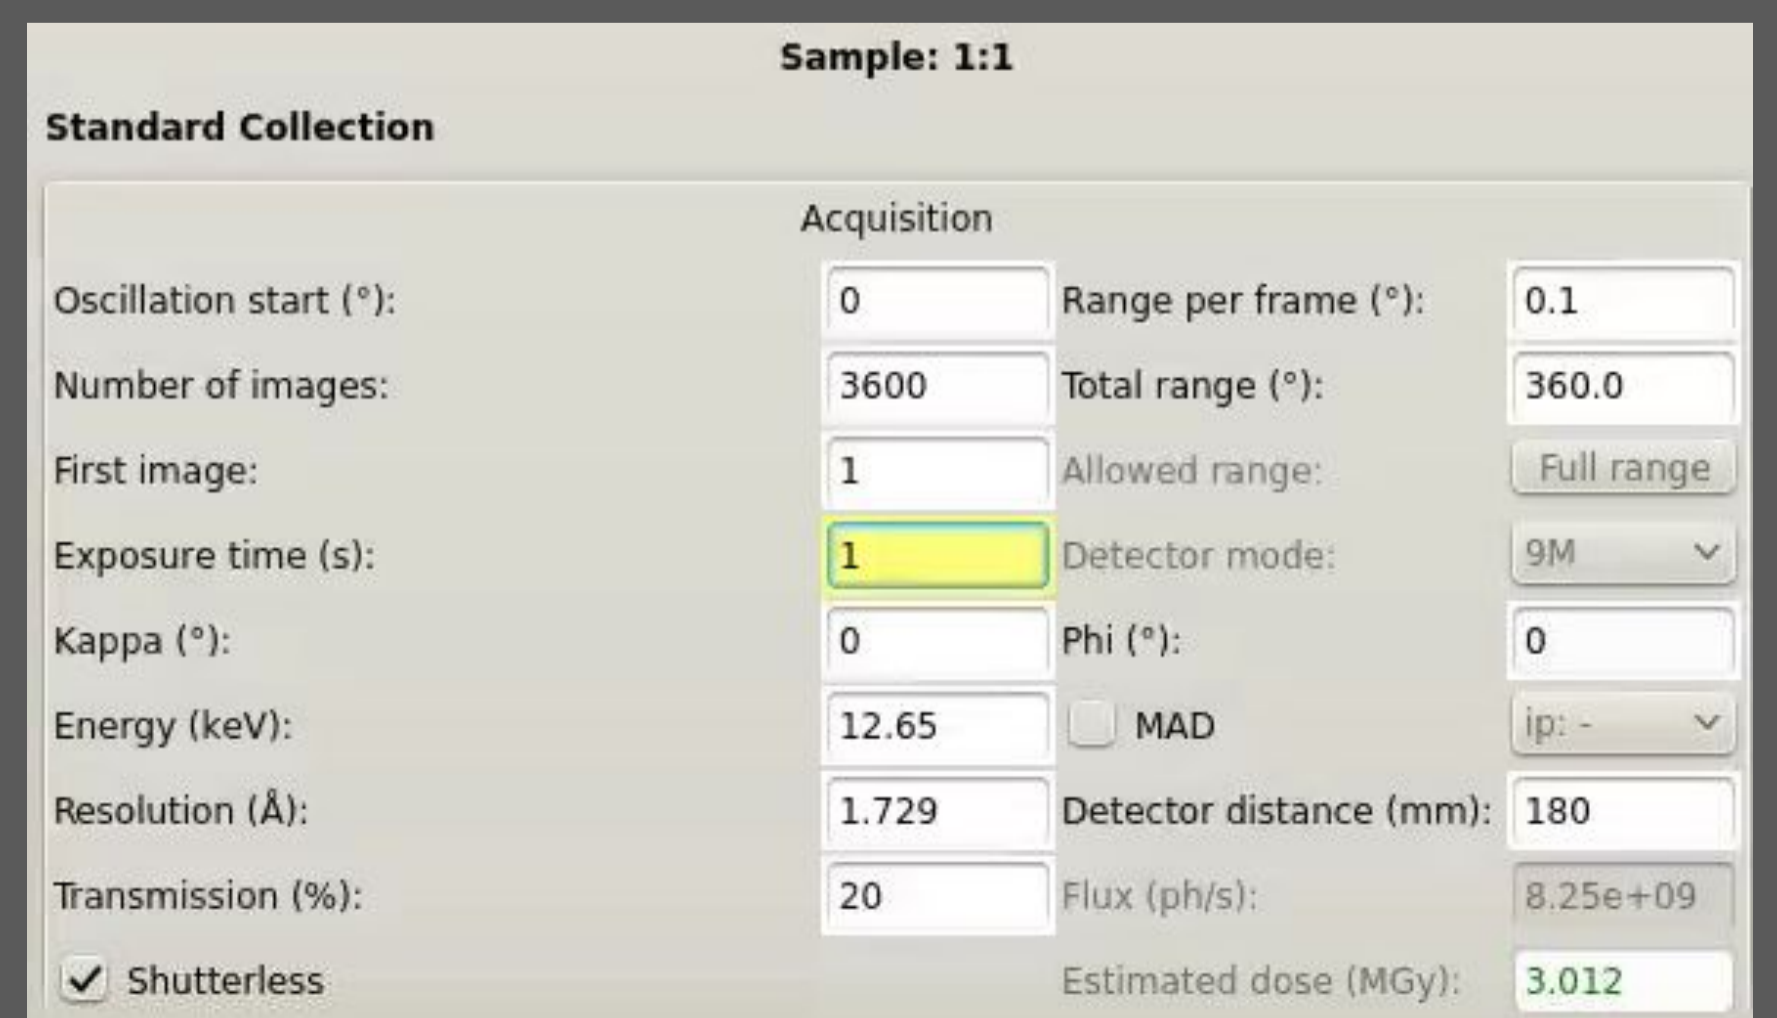 Sample: 1:1
Standard Collection
Acquisition
Oscillation start (°): 0 Range per frame (°): 0.1
Number of images: 3600 Total range (°): 360.0
First image: 1 Allowed range: Full range
Exposure time (s): 1 Detector mode: 9M
Kappa (°): 0 Phi (°): 0
Energy (keV): 12.65 MAD ip: -
Resolution (Å): 1.729 Detector distance (mm): 180
Transmission (%): 20 Flux (ph/s): 8.25e+09
Shutterless Estimated dose (MGy): 3.012